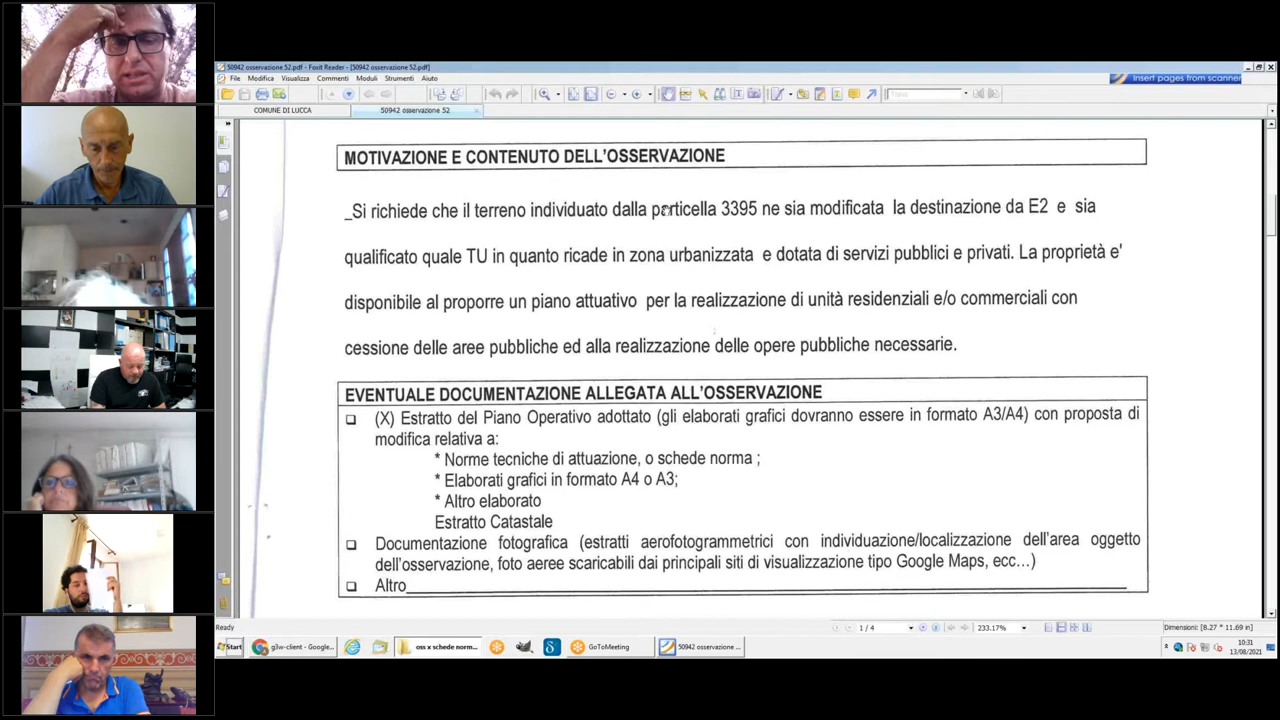 50942 osservazione 52.pdf - Foxit Reader - [50942 osservazione 52.pdf]
File Modifica Visualizza Commenti Moduli Strumenti Aiuto
Insert pages from scanner
COMUNE DI LUCCA
50942 osservazione 52
MOTIVAZIONE E CONTENUTO DELL'OSSERVAZIONE
_Si richiede che il terreno individuato dalla particella 3395 ne sia modificata la destinazione da E2 e sia
qualificato quale TU in quanto ricade in zona urbanizzata e dotata di servizi pubblici e privati. La proprietà e'
disponibile al proporre un piano attuativo per la realizzazione di unità residenziali e/o commerciali con
cessione delle aree pubbliche ed alla realizzazione delle opere pubbliche necessarie.
EVENTUALE DOCUMENTAZIONE ALLEGATA ALL'OSSERVAZIONE
(X) Estratto del Piano Operativo adottato (gli elaborati grafici dovranno essere in formato A3/A4) con proposta di
modifica relativa a:
* Norme tecniche di attuazione, o schede norma ;
* Elaborati grafici in formato A4 o A3;
* Altro elaborato
Estratto Catastale
Documentazione fotografica (estratti aerofotogrammetrici con individuazione/localizzazione dell'area oggetto
dell'osservazione, foto aeree scaricabili dai principali siti di visualizzazione tipo Google Maps, ecc...)
Altro
Ready
1 / 4
233.17%
Dimensioni: [8.27 * 11.69 in]
Start
g3w-client - Google...
oss x schede norm...
GoToMeeting
50942 osservazione ...
10:31
13/08/2021